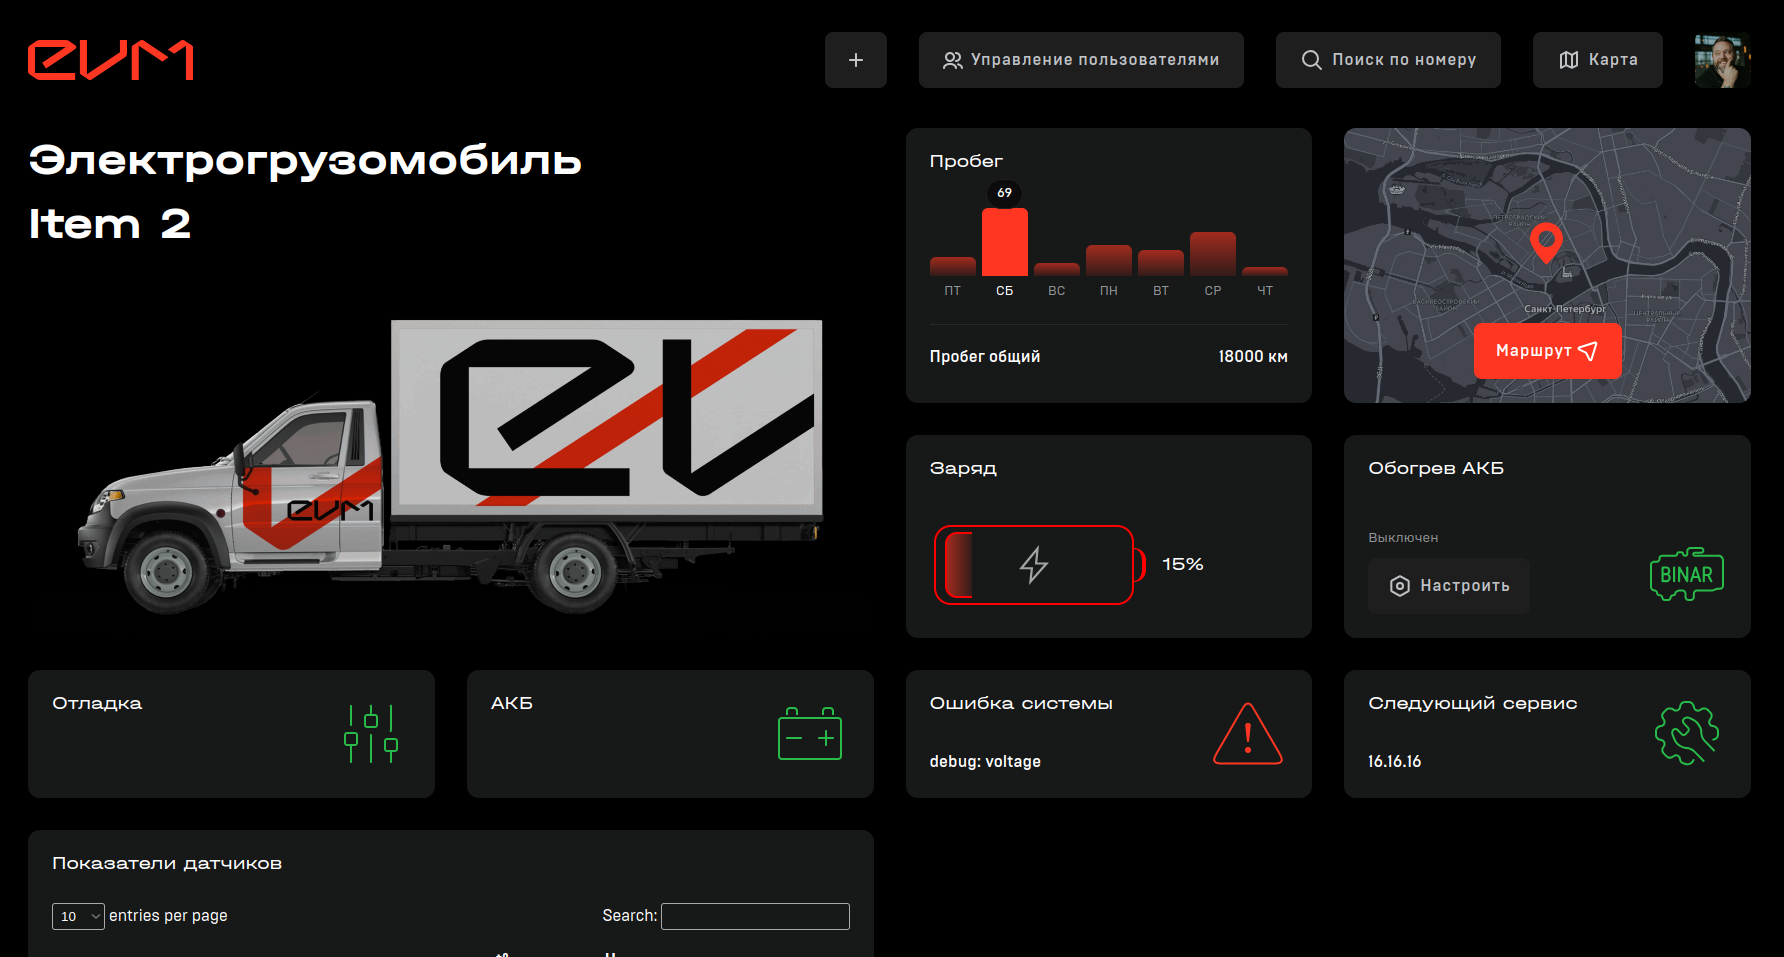 evm
+
Управление пользователями
Поиск по номеру
Карта
Электрогрузомобиль
Item 2
Пробег
69
ПТ СБ ВС ПН ВТ СР ЧТ
Пробег общий 18000 км
Санкт-Петербург
Маршрут
ev
evm
Заряд
15%
Обогрев АКБ
Выключен
Настроить
BINAR
Отладка
АКБ
Ошибка системы
debug: voltage
Следующий сервис
16.16.16
Показатели датчиков
10 entries per page
Search: